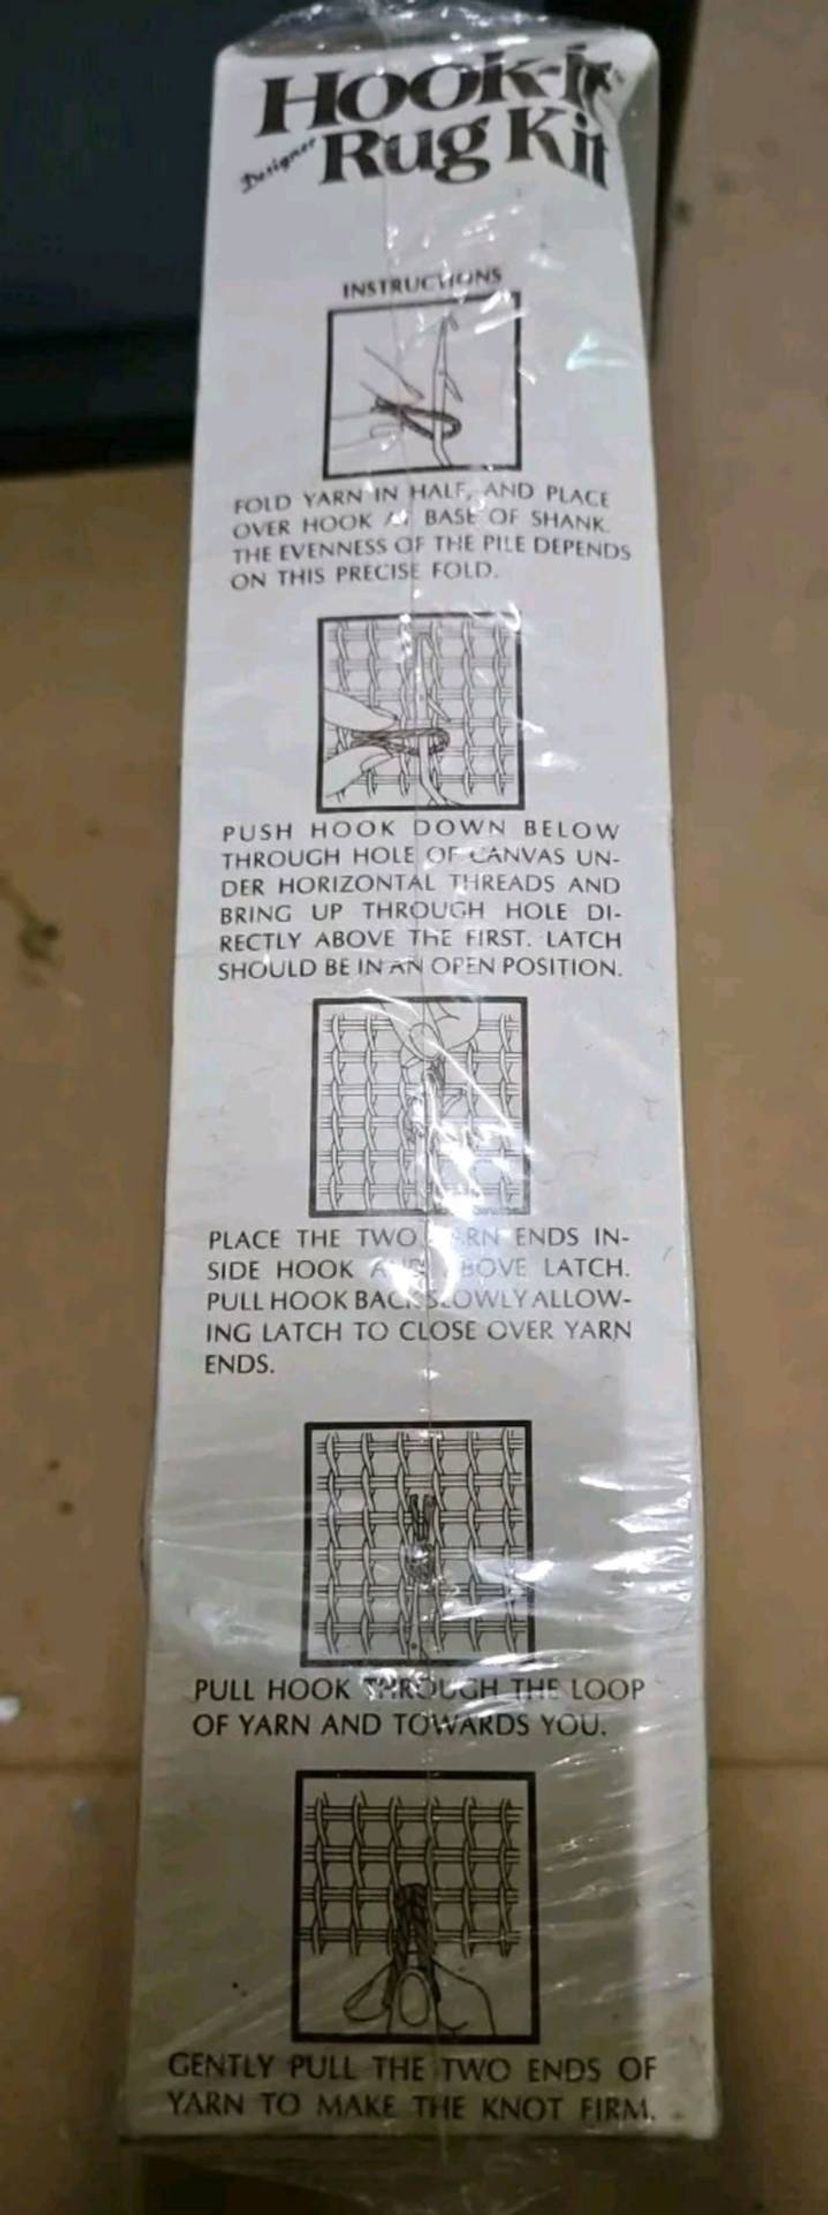 HOOK-IT
Designer Rug Kit
INSTRUCTIONS
FOLD YARN IN HALF, AND PLACE
OVER HOOK AT BASE OF SHANK.
THE EVENNESS OF THE PILE DEPENDS
ON THIS PRECISE FOLD.
PUSH HOOK DOWN BELOW
THROUGH HOLE OF CANVAS UN-
DER HORIZONTAL THREADS AND
BRING UP THROUGH HOLE DI-
RECTLY ABOVE THE FIRST. LATCH
SHOULD BE IN AN OPEN POSITION.
PLACE THE TWO YARN ENDS IN-
SIDE HOOK AND ABOVE LATCH.
PULL HOOK BACK SLOWLY ALLOW-
ING LATCH TO CLOSE OVER YARN
ENDS.
PULL HOOK THROUGH THE LOOP
OF YARN AND TOWARDS YOU.
GENTLY PULL THE TWO ENDS OF
YARN TO MAKE THE KNOT FIRM.